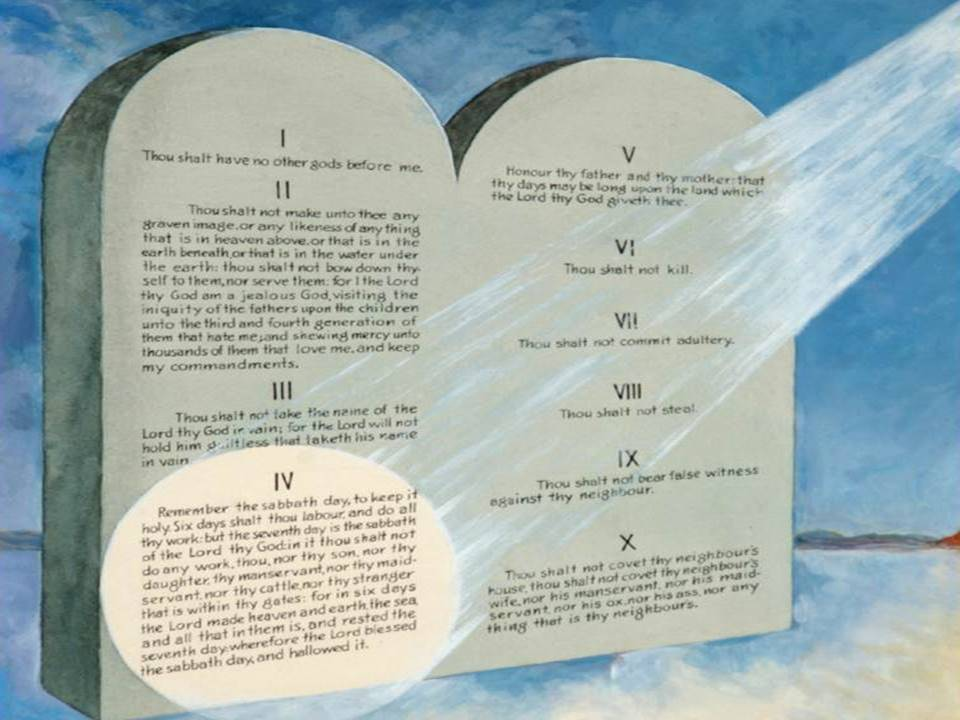 I
Thou shalt have no other gods before me.
II
Thou shalt not make unto thee any
graven image, or any likeness of any thing
that is in heaven above, or that is in the
earth beneath, or that is in the water under
the earth: thou shalt not bow down thy-
self to them, nor serve them: for I the Lord
thy God am a jealous God, visiting the
iniquity of the fathers upon the children
unto the third and fourth generation of
them that hate me; and shewing mercy unto
thousands of them that love me, and keep
my commandments.
III
Thou shalt not take the name of the
Lord thy God in vain; for the Lord will not
hold him guiltless that taketh his name
in vain.
IV
Remember the sabbath day, to keep it
holy. Six days shalt thou labour, and do all
thy work: but the seventh day is the sabbath
of the Lord thy God: in it thou shalt not
do any work, thou, nor thy son, nor thy
daughter, thy manservant, nor thy maid-
servant, nor thy cattle, nor thy stranger
that is within thy gates: for in six days
the Lord made heaven and earth, the sea,
and all that in them is, and rested the
seventh day: wherefore the Lord blessed
the sabbath day, and hallowed it.
V
Honour thy father and thy mother: that
thy days may be long upon the land which
the Lord thy God giveth thee.
VI
Thou shalt not kill.
VII
Thou shalt not commit adultery.
VIII
Thou shalt not steal.
IX
Thou shalt not bear false witness
against thy neighbour.
X
Thou shalt not covet thy neighbour's
house, thou shalt not covet thy neighbour's
wife, nor his manservant, nor his maid-
servant, nor his ox, nor his ass, nor any
thing that is thy neighbours.